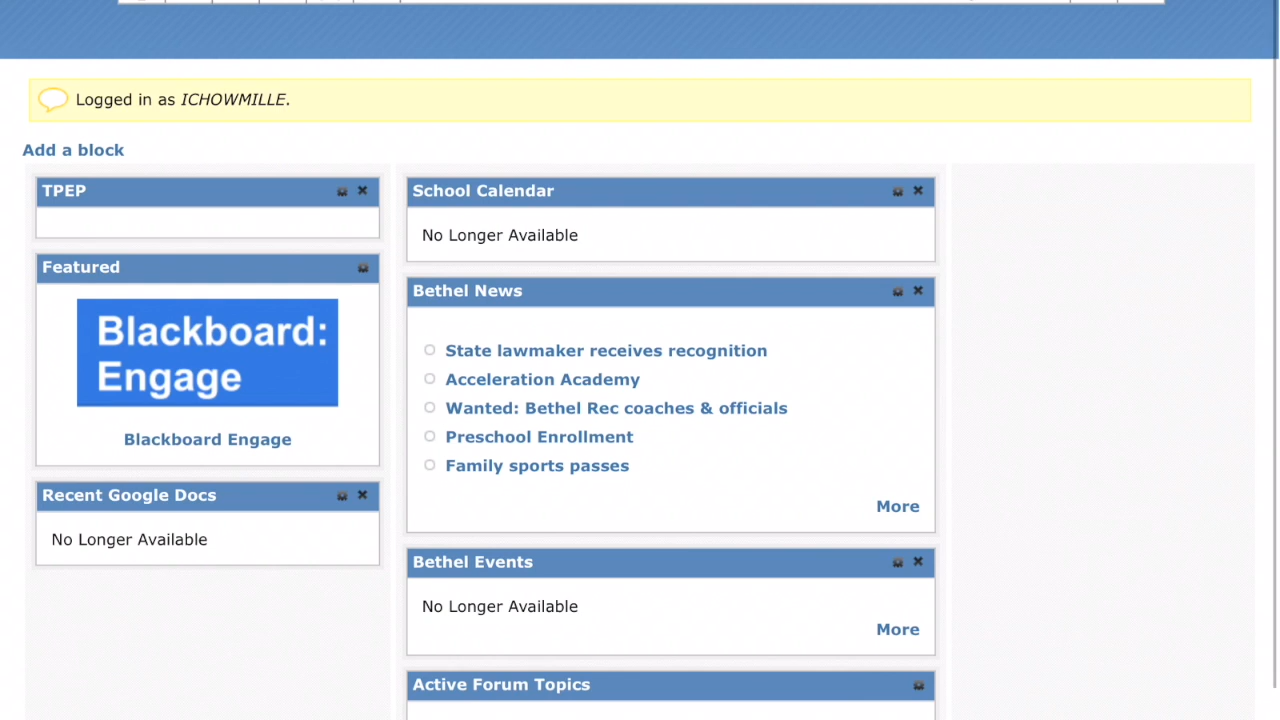 Logged in as ICHOWMILLE.
Add a block
TPEP
Featured
Blackboard:
Engage
Blackboard Engage
Recent Google Docs
No Longer Available
School Calendar
No Longer Available
Bethel News
State lawmaker receives recognition
Acceleration Academy
Wanted: Bethel Rec coaches & officials
Preschool Enrollment
Family sports passes
More
Bethel Events
No Longer Available
More
Active Forum Topics